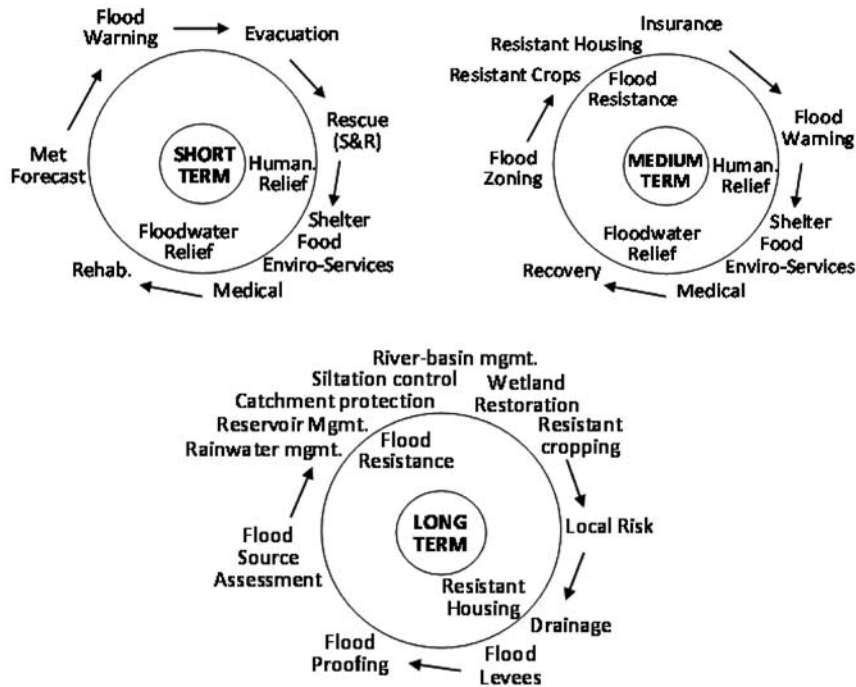 Flood
Warning
Evacuation
Rescue
(S&R)
Met
Forecast
SHORT
TERM
Human.
Relief
Floodwater
Relief
Shelter
Food
Enviro-Services
Rehab.
Medical
Insurance
Resistant Housing
Resistant Crops
Flood
Resistance
Flood
Warning
Flood
Zoning
MEDIUM
TERM
Human.
Relief
Floodwater
Relief
Shelter
Food
Enviro-Services
Recovery
Medical
River-basin mgmt.
Siltation control
Catchment protection
Reservoir Mgmt.
Rainwater mgmt.
Wetland
Restoration
Resistant
cropping
Flood
Resistance
Flood
Source
Assessment
LONG
TERM
Local Risk
Resistant
Housing
Drainage
Flood
Proofing
Flood
Levees